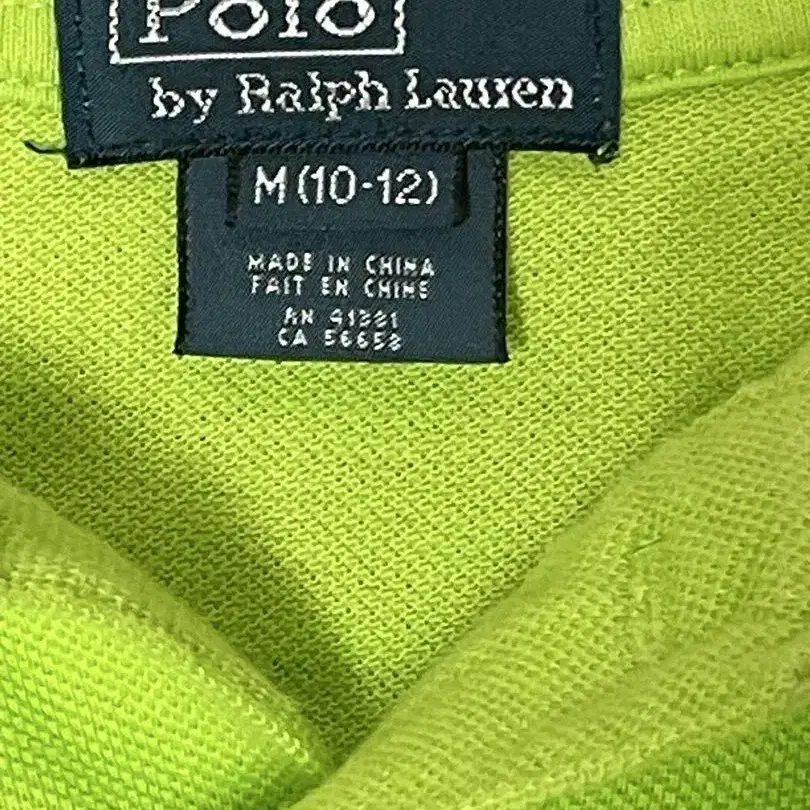 Polo
by Ralph Lauren
M (10-12)
MADE IN CHINA
FAIT EN CHINE
RN 41381
CA 56658